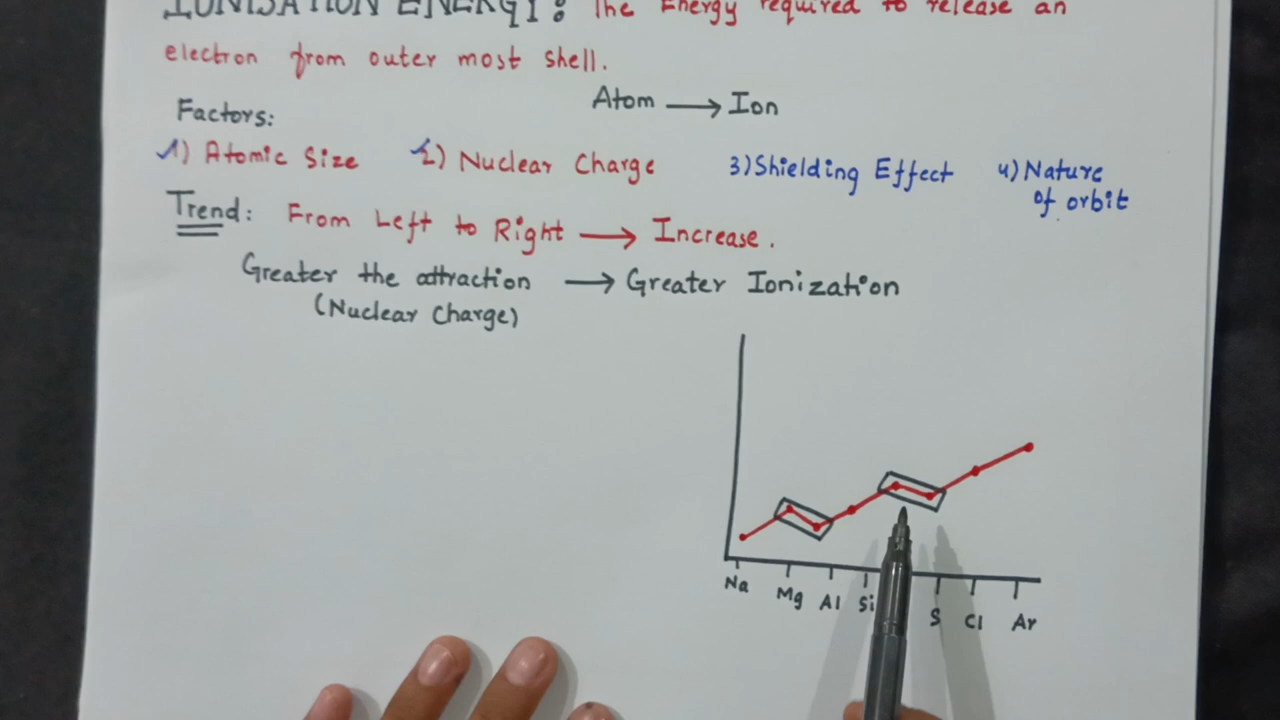 IONISATION ENERGY: The Energy required to release an
electron from outer most shell.
Atom → Ion
Factors:
1) Atomic Size 2) Nuclear Charge 3) Shielding Effect 4) Nature
of orbit
Trend: From Left to Right → Increase.
Greater the attraction → Greater Ionization
(Nuclear Charge)
Na Mg Al Si S Cl Ar